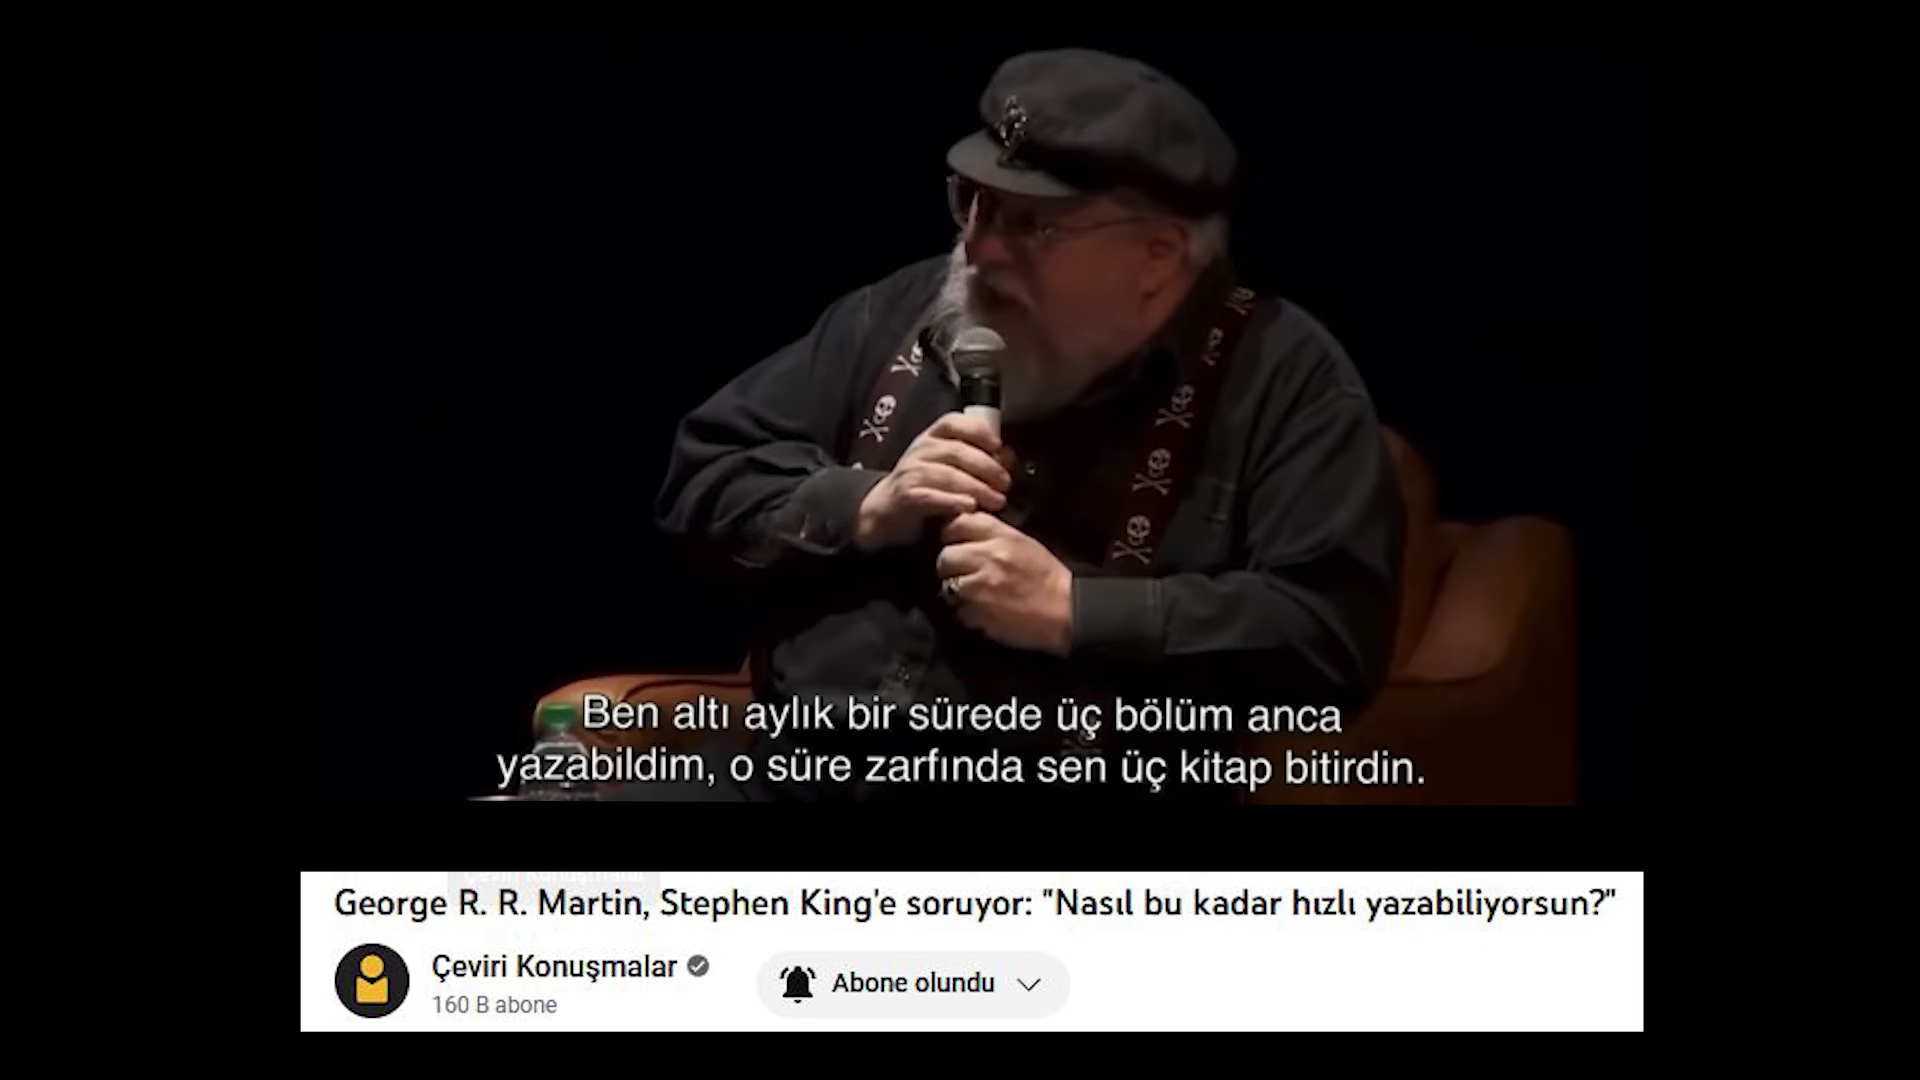 Ben altı aylık bir sürede üç bölüm anca
yazabildim, o süre zarfında sen üç kitap bitirdin.
George R. R. Martin, Stephen King'e soruyor: "Nasıl bu kadar hızlı yazabiliyorsun?"
Çeviri Konuşmalar
160 B abone
Abone olundu